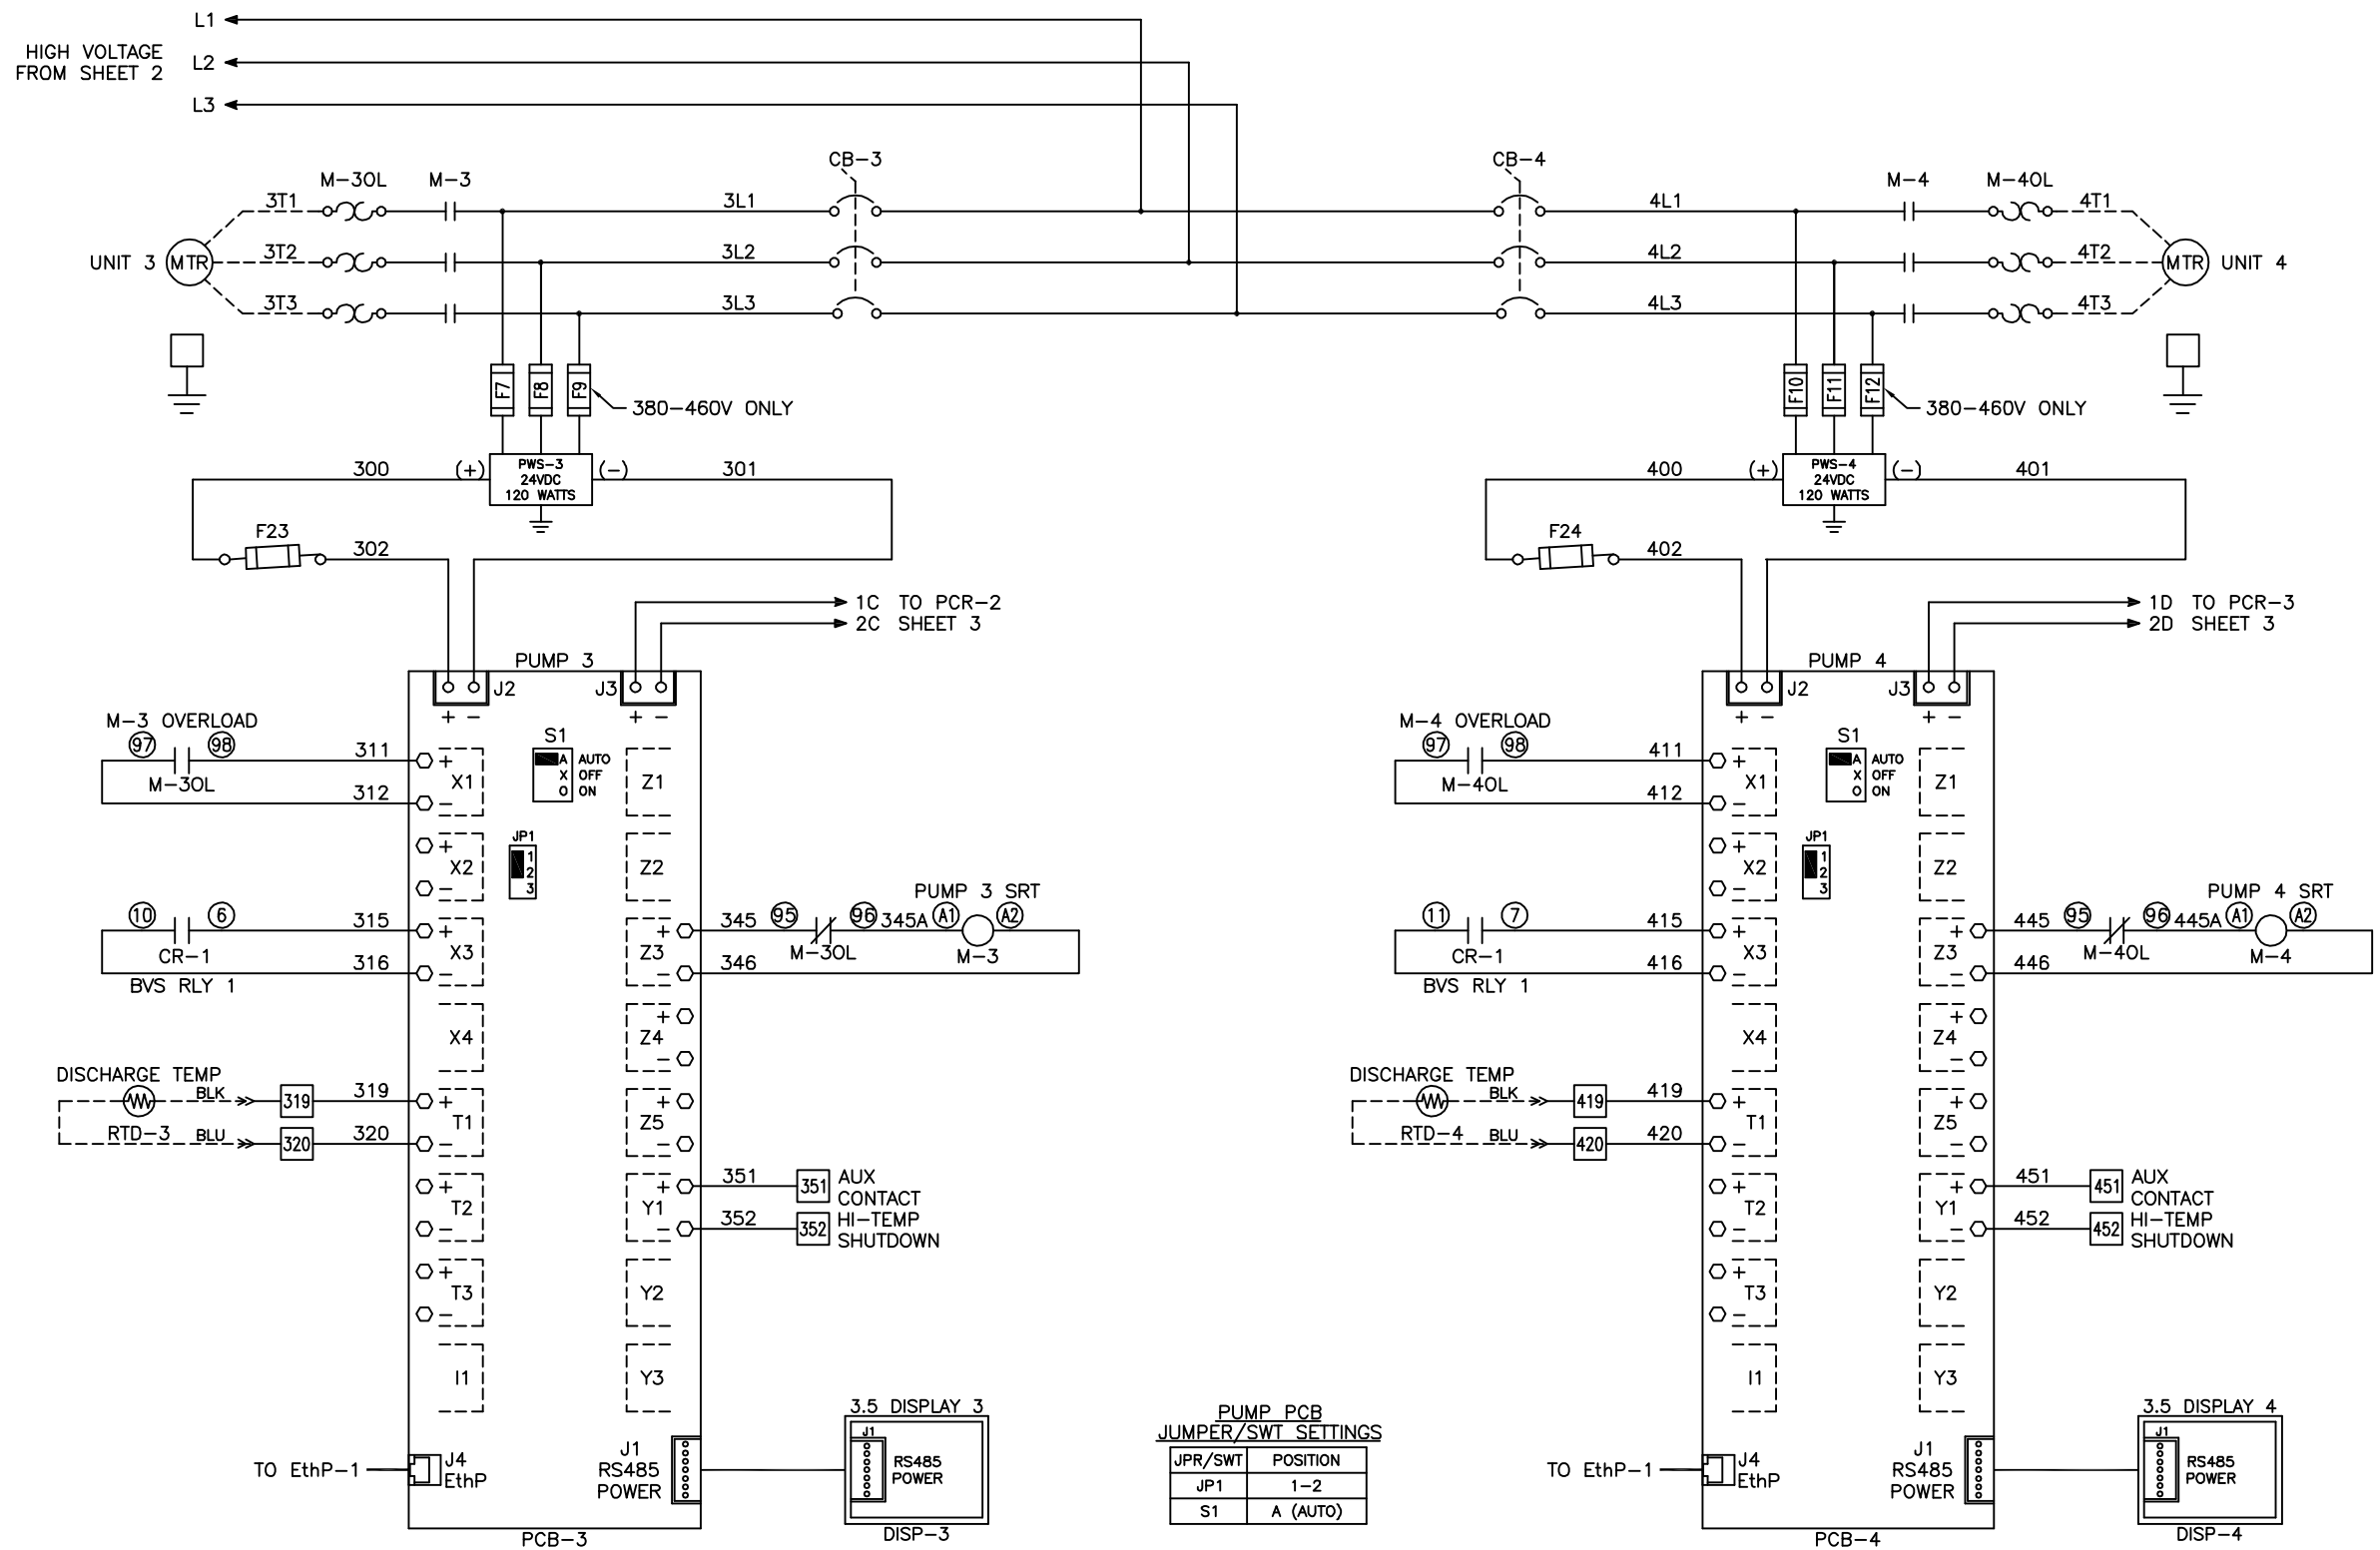 L1
HIGH VOLTAGE
FROM SHEET 2
L2
L3
CB-3
CB-4
M-3OL
M-3
M-4
M-4OL
3T1
3L1
4L1
4T1
UNIT 3
MTR
3T2
3L2
4L2
4T2
MTR
UNIT 4
3T3
3L3
4L3
4T3
F7
F8
F9
380-460V ONLY
F10
F11
F12
380-460V ONLY
300
(+)
PWS-3
24VDC
120 WATTS
(-)
301
400
(+)
PWS-4
24VDC
120 WATTS
(-)
401
F23
302
F24
402
1C TO PCR-2
2C SHEET 3
1D TO PCR-3
2D SHEET 3
PUMP 3
J2
J3
+ -
+ -
M-3 OVERLOAD
97
98
311
M-3OL
312
+
X1
-
S1
A AUTO
X OFF
O ON
Z1
JP1
1
2
3
+
X2
-
Z2
10
6
315
CR-1
316
BVS RLY 1
+
X3
-
+
Z3
-
PUMP 3 SRT
345
95
96
345A
A1
A2
M-3OL
M-3
346
X4
+
Z4
-
DISCHARGE TEMP
BLK
319
319
RTD-3
BLU
320
320
+
T1
-
+
Z5
-
+
T2
-
+
Y1
-
351
351
AUX
CONTACT
352
352
HI-TEMP
SHUTDOWN
+
T3
-
Y2
I1
Y3
TO EthP-1
J4
EthP
J1
RS485
POWER
3.5 DISPLAY 3
J1
RS485
POWER
DISP-3
PCB-3
PUMP PCB
JUMPER/SWT SETTINGS
JPR/SWT POSITION
JP1 1-2
S1 A (AUTO)
PUMP 4
J2
J3
+ -
+ -
M-4 OVERLOAD
97
98
411
M-4OL
412
+
X1
-
S1
A AUTO
X OFF
O ON
Z1
JP1
1
2
3
+
X2
-
Z2
11
7
415
CR-1
416
BVS RLY 1
+
X3
-
+
Z3
-
PUMP 4 SRT
445
95
96
445A
A1
A2
M-4OL
M-4
446
X4
+
Z4
-
DISCHARGE TEMP
BLK
419
419
RTD-4
BLU
420
420
+
T1
-
+
Z5
-
+
T2
-
+
Y1
-
451
451
AUX
CONTACT
452
452
HI-TEMP
SHUTDOWN
+
T3
-
Y2
I1
Y3
TO EthP-1
J4
EthP
J1
RS485
POWER
3.5 DISPLAY 4
J1
RS485
POWER
DISP-4
PCB-4